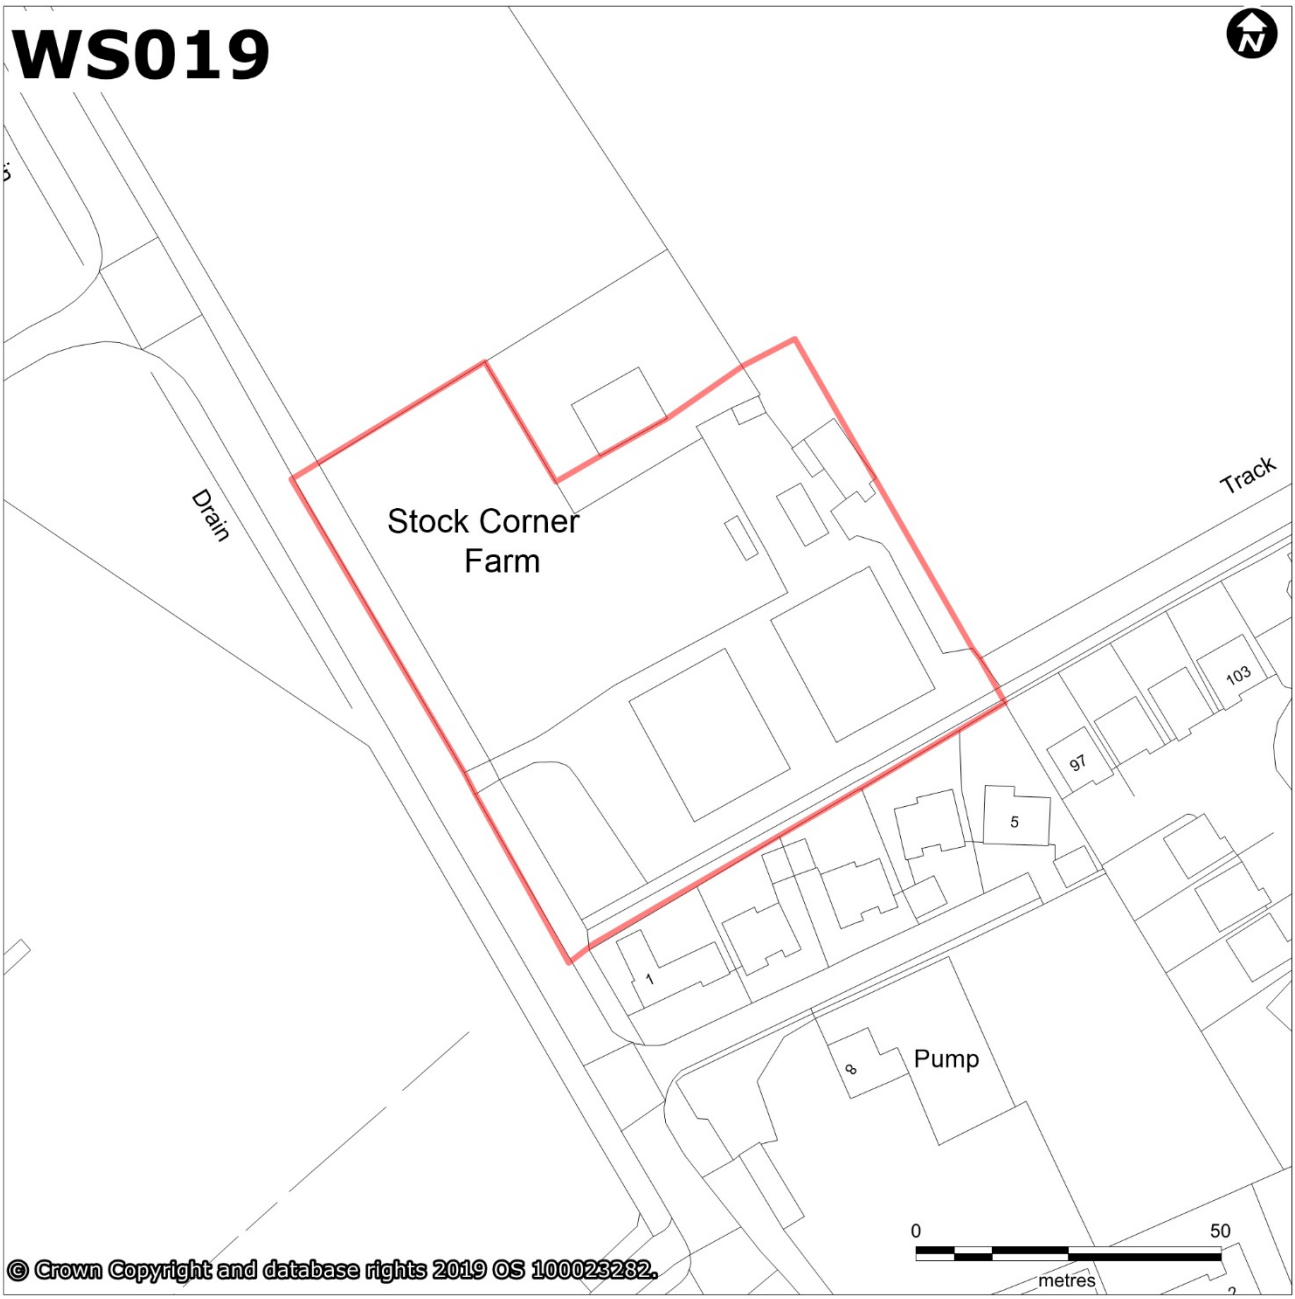 WS019
N
Track
Drain
Stock Corner
Farm
103
97
5
1
8
Pump
0 50
metres
2
© Crown Copyright and database rights 2019 OS 100023282.